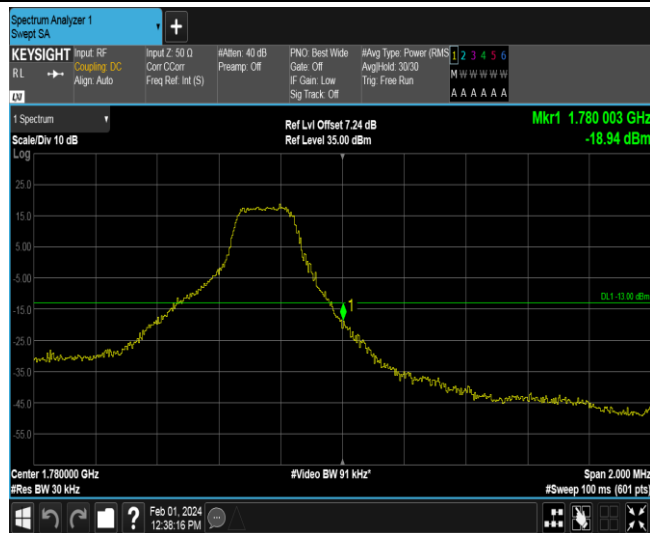 Spectrum Analyzer 1
Swept SA
+
KEYSIGHT
RL
LXI
Input: RF
Coupling: DC
Align: Auto
Input Z: 50 Ω
Corr CCorr
Freq Ref: Int (S)
#Atten: 40 dB
Preamp: Off
PNO: Best Wide
Gate: Off
IF Gain: Low
Sig Track: Off
#Avg Type: Power (RMS
Avg|Hold: 30/30
Trig: Free Run
1 2 3 4 5 6
M W W W W W
A A A A A A
1 Spectrum
Scale/Div 10 dB
Log
Ref Lvl Offset 7.24 dB
Ref Level 35.00 dBm
Mkr1 1.780 003 GHz
-18.94 dBm
25.0
15.0
5.00
-5.00
DL1 -13.00 dBm
1
-15.0
-25.0
-35.0
-45.0
-55.0
Center 1.780000 GHz
#Video BW 91 kHz*
Span 2.000 MHz
#Res BW 30 kHz
#Sweep 100 ms (601 pts)
?
Feb 01, 2024
12:38:16 PM